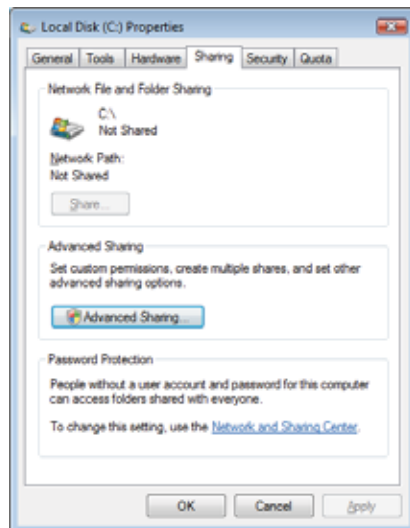 Local Disk (C:) Properties
General Tools Hardware Sharing Security Quota
Network File and Folder Sharing
C:\
Not Shared
Network Path:
Not Shared
Share...
Advanced Sharing
Set custom permissions, create multiple shares, and set other
advanced sharing options.
Advanced Sharing...
Password Protection
People without a user account and password for this computer
can access folders shared with everyone.
To change this setting, use the Network and Sharing Center.
OK Cancel Apply